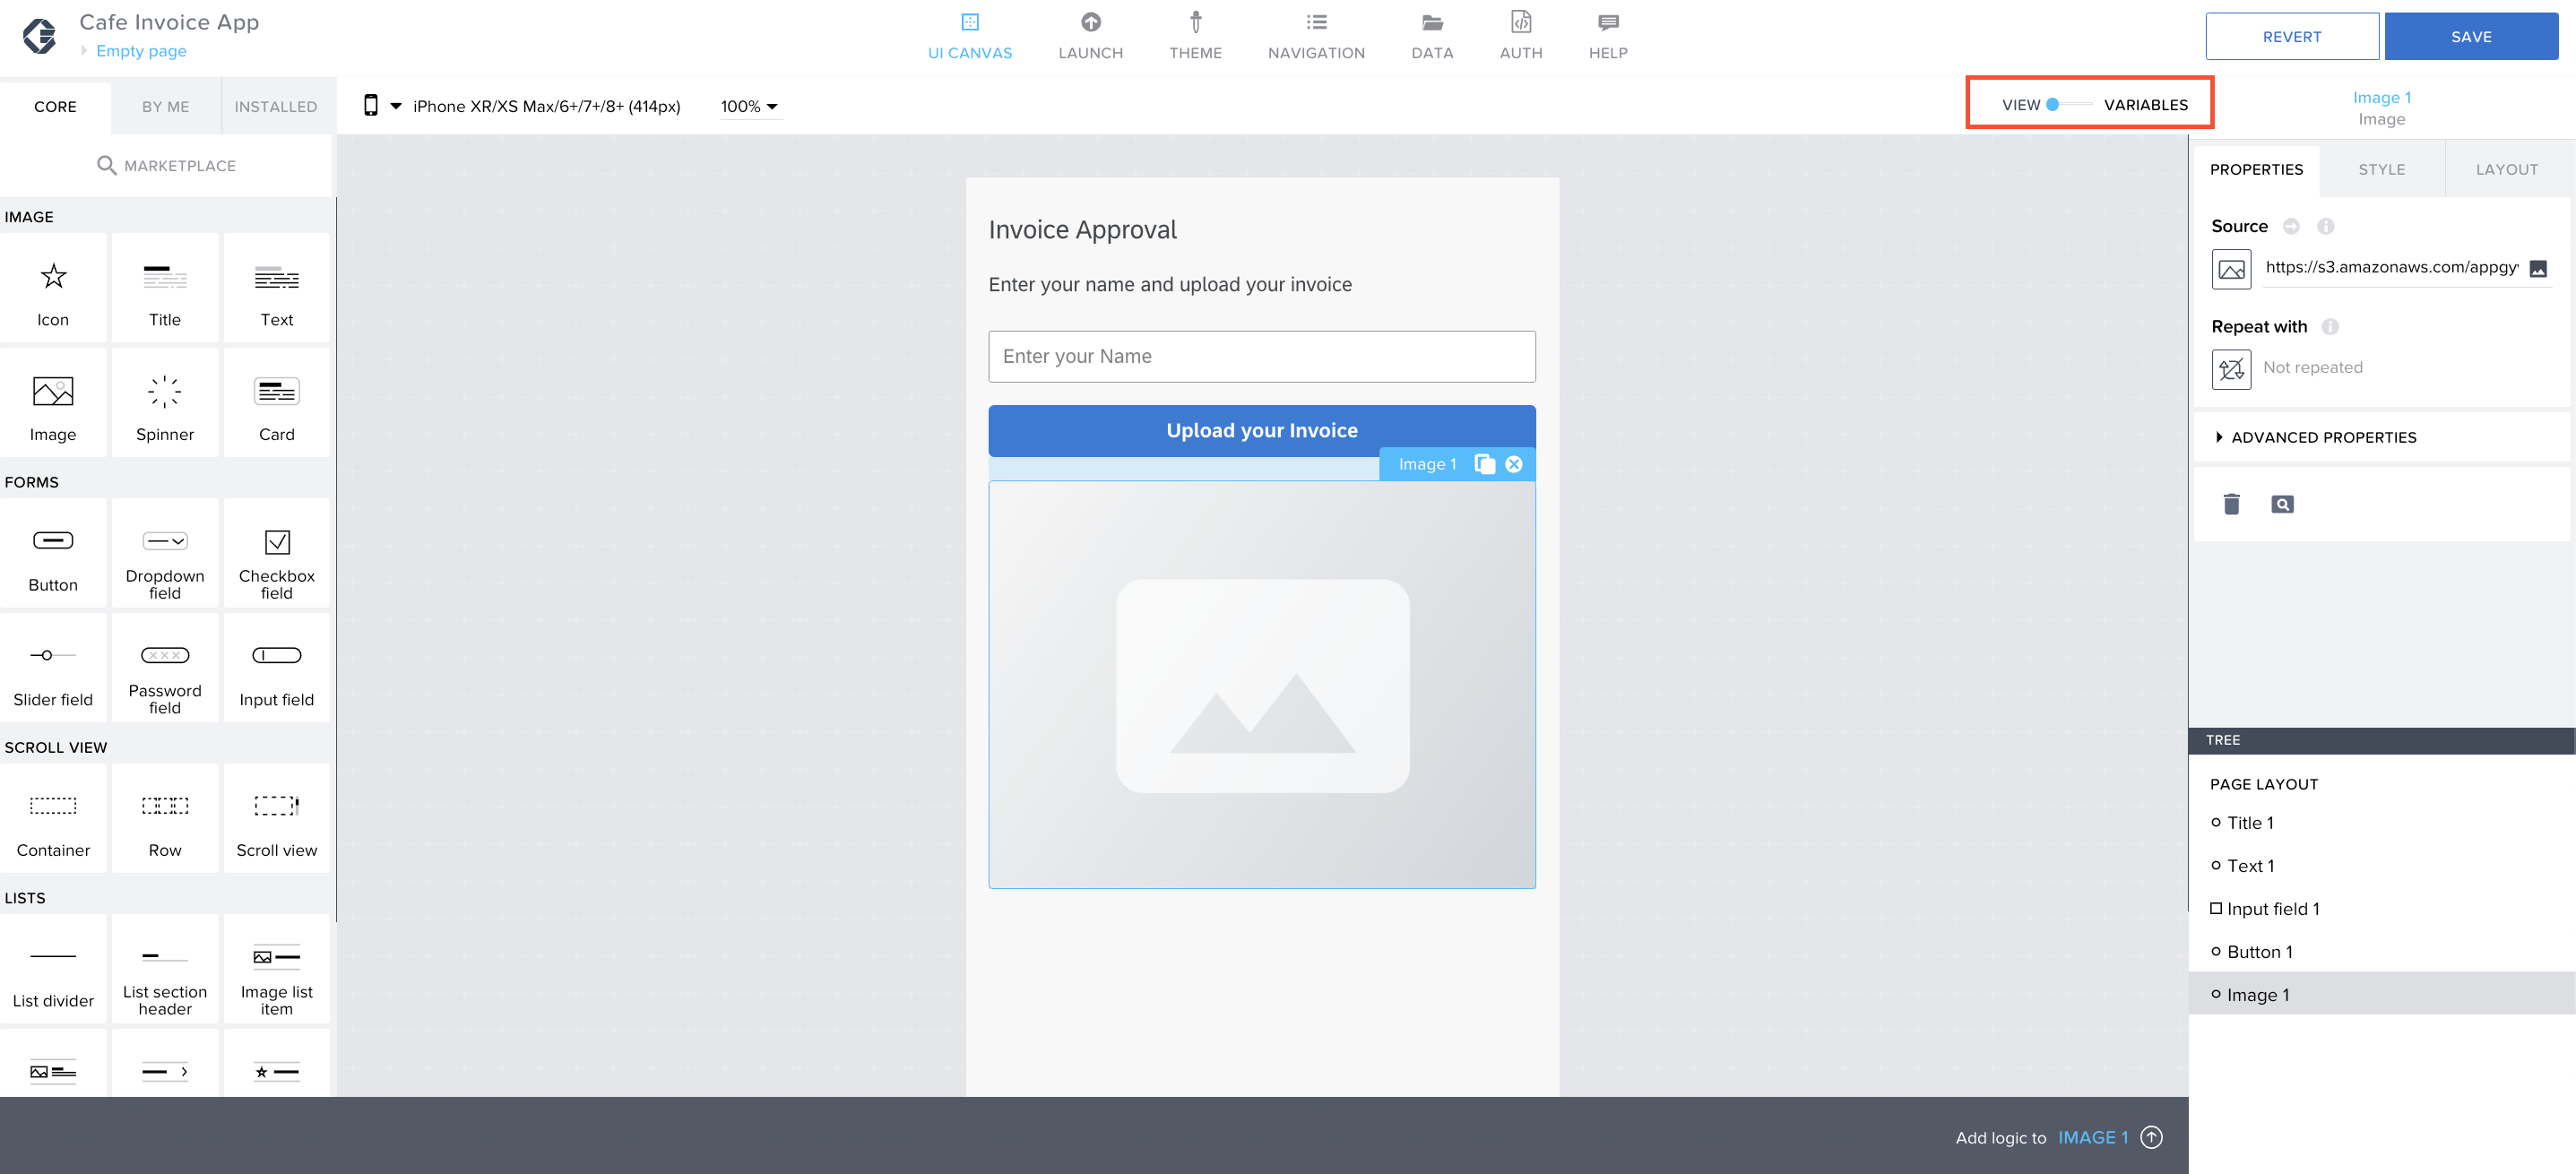 Cafe Invoice App
Empty page
UI CANVAS
LAUNCH
THEME
NAVIGATION
DATA
AUTH
HELP
REVERT
SAVE
CORE
BY ME
INSTALLED
iPhone XR/XS Max/6+/7+/8+ (414px)
100%
VIEW
VARIABLES
Image 1
Image
MARKETPLACE
PROPERTIES
STYLE
LAYOUT
IMAGE
Icon
Title
Text
Image
Spinner
Card
FORMS
Button
Dropdown
field
Checkbox
field
Slider field
Password
field
Input field
SCROLL VIEW
Container
Row
Scroll view
LISTS
List divider
List section
header
Image list
item
Invoice Approval
Enter your name and upload your invoice
Enter your Name
Upload your Invoice
Image 1
Source
https://s3.amazonaws.com/appgy
Repeat with
Not repeated
ADVANCED PROPERTIES
TREE
PAGE LAYOUT
Title 1
Text 1
Input field 1
Button 1
Image 1
Add logic to IMAGE 1